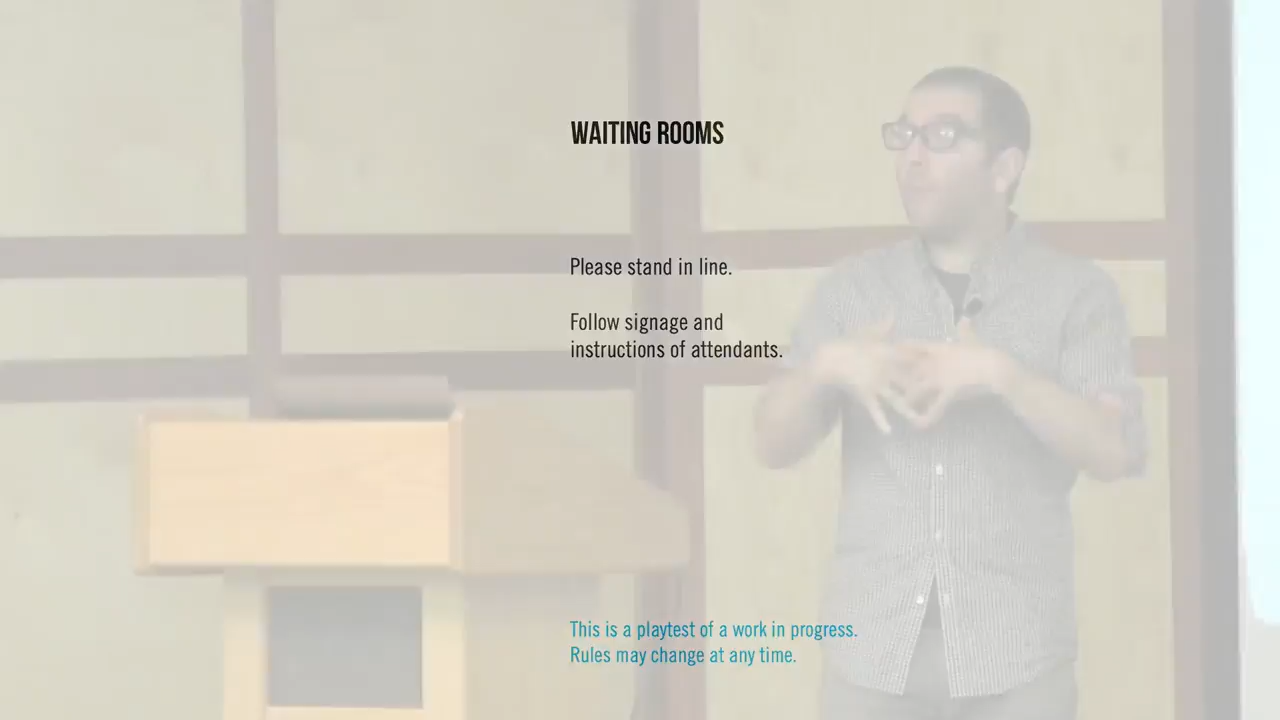 WAITING ROOMS
Please stand in line.
Follow signage and
instructions of attendants.
This is a playtest of a work in progress.
Rules may change at any time.